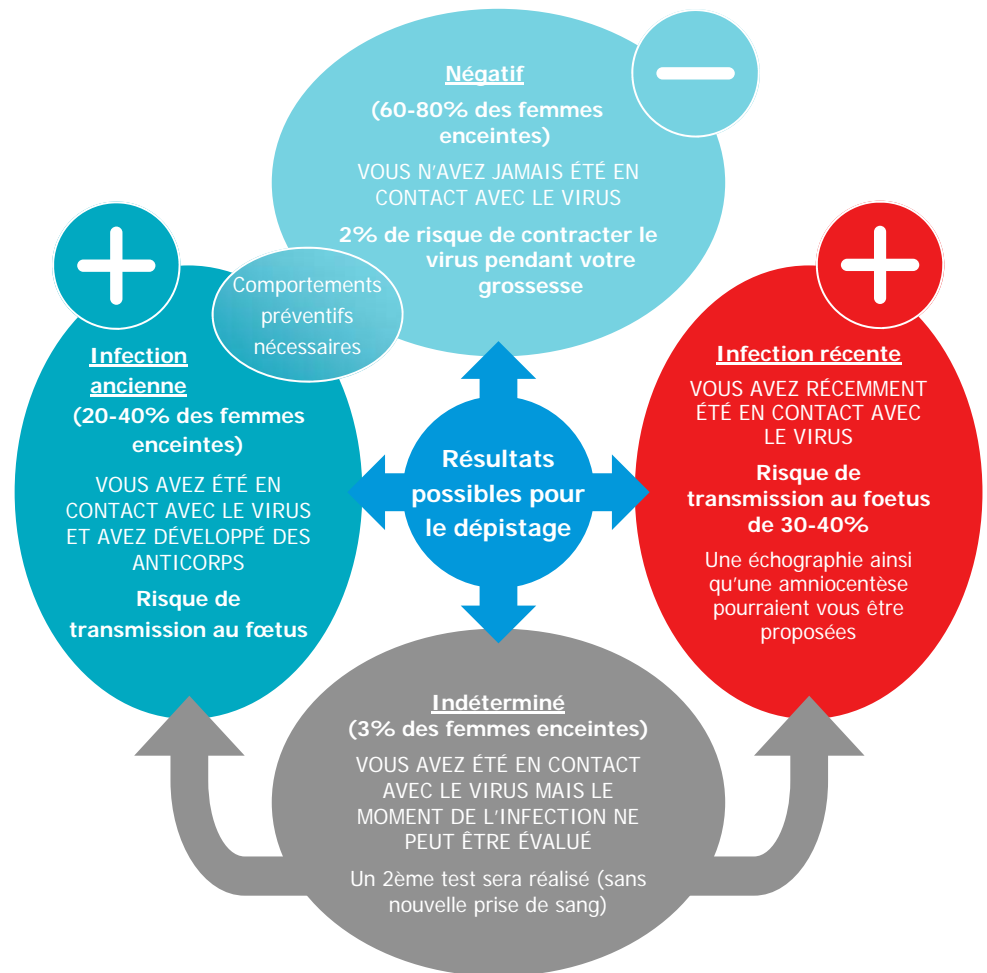 Négatif
(60-80% des femmes
enceintes)
VOUS N'AVEZ JAMAIS ÉTÉ EN
CONTACT AVEC LE VIRUS
2% de risque de contracter le
virus pendant votre
grossesse
Comportements
préventifs
nécessaires
Infection
ancienne
(20-40% des femmes
enceintes)
VOUS AVEZ ÉTÉ EN
CONTACT AVEC LE VIRUS
ET AVEZ DÉVELOPPÉ DES
ANTICORPS
Risque de
transmission au fœtus
Résultats
possibles pour
le dépistage
Infection récente
VOUS AVEZ RÉCEMMENT
ÉTÉ EN CONTACT AVEC
LE VIRUS
Risque de
transmission au foetus
de 30-40%
Une échographie ainsi
qu'une amniocentèse
pourraient vous être
proposées
Indéterminé
(3% des femmes enceintes)
VOUS AVEZ ÉTÉ EN CONTACT
AVEC LE VIRUS MAIS LE
MOMENT DE L'INFECTION NE
PEUT ÊTRE ÉVALUÉ
Un 2ème test sera réalisé (sans
nouvelle prise de sang)